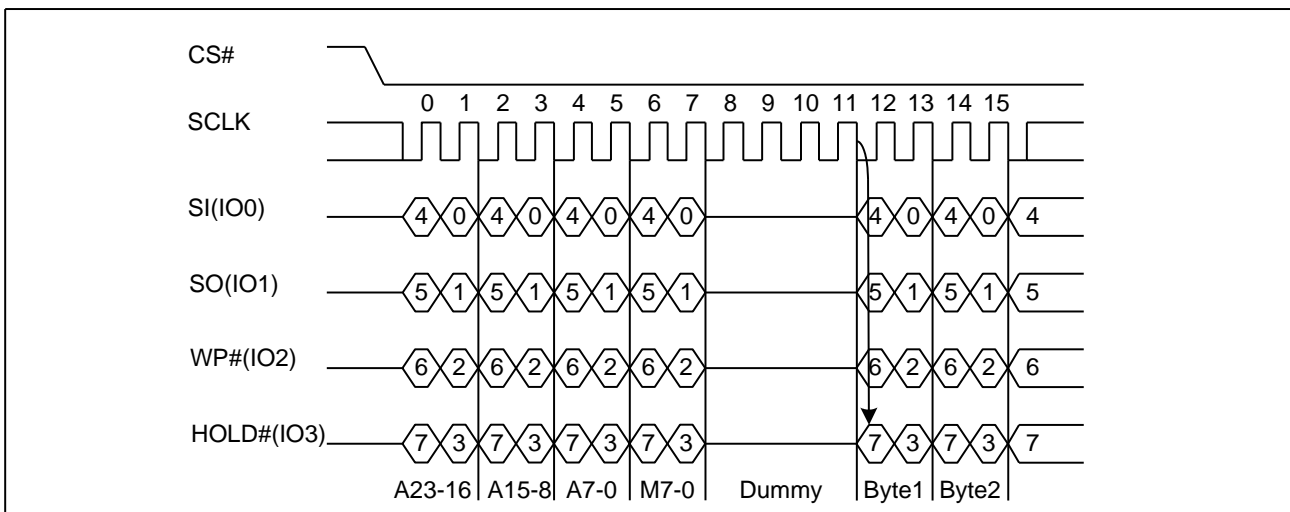 CS#
0 1 2 3 4 5 6 7 8 9 10 11 12 13 14 15
SCLK
SI(IO0) 4 0 4 0 4 0 4 0 4 0 4 0 4
SO(IO1) 5 1 5 1 5 1 5 1 5 1 5 1 5
WP#(IO2) 6 2 6 2 6 2 6 2 6 2 6 2 6
HOLD#(IO3) 7 3 7 3 7 3 7 3 7 3 7 3 7
A23-16 A15-8 A7-0 M7-0 Dummy Byte1 Byte2